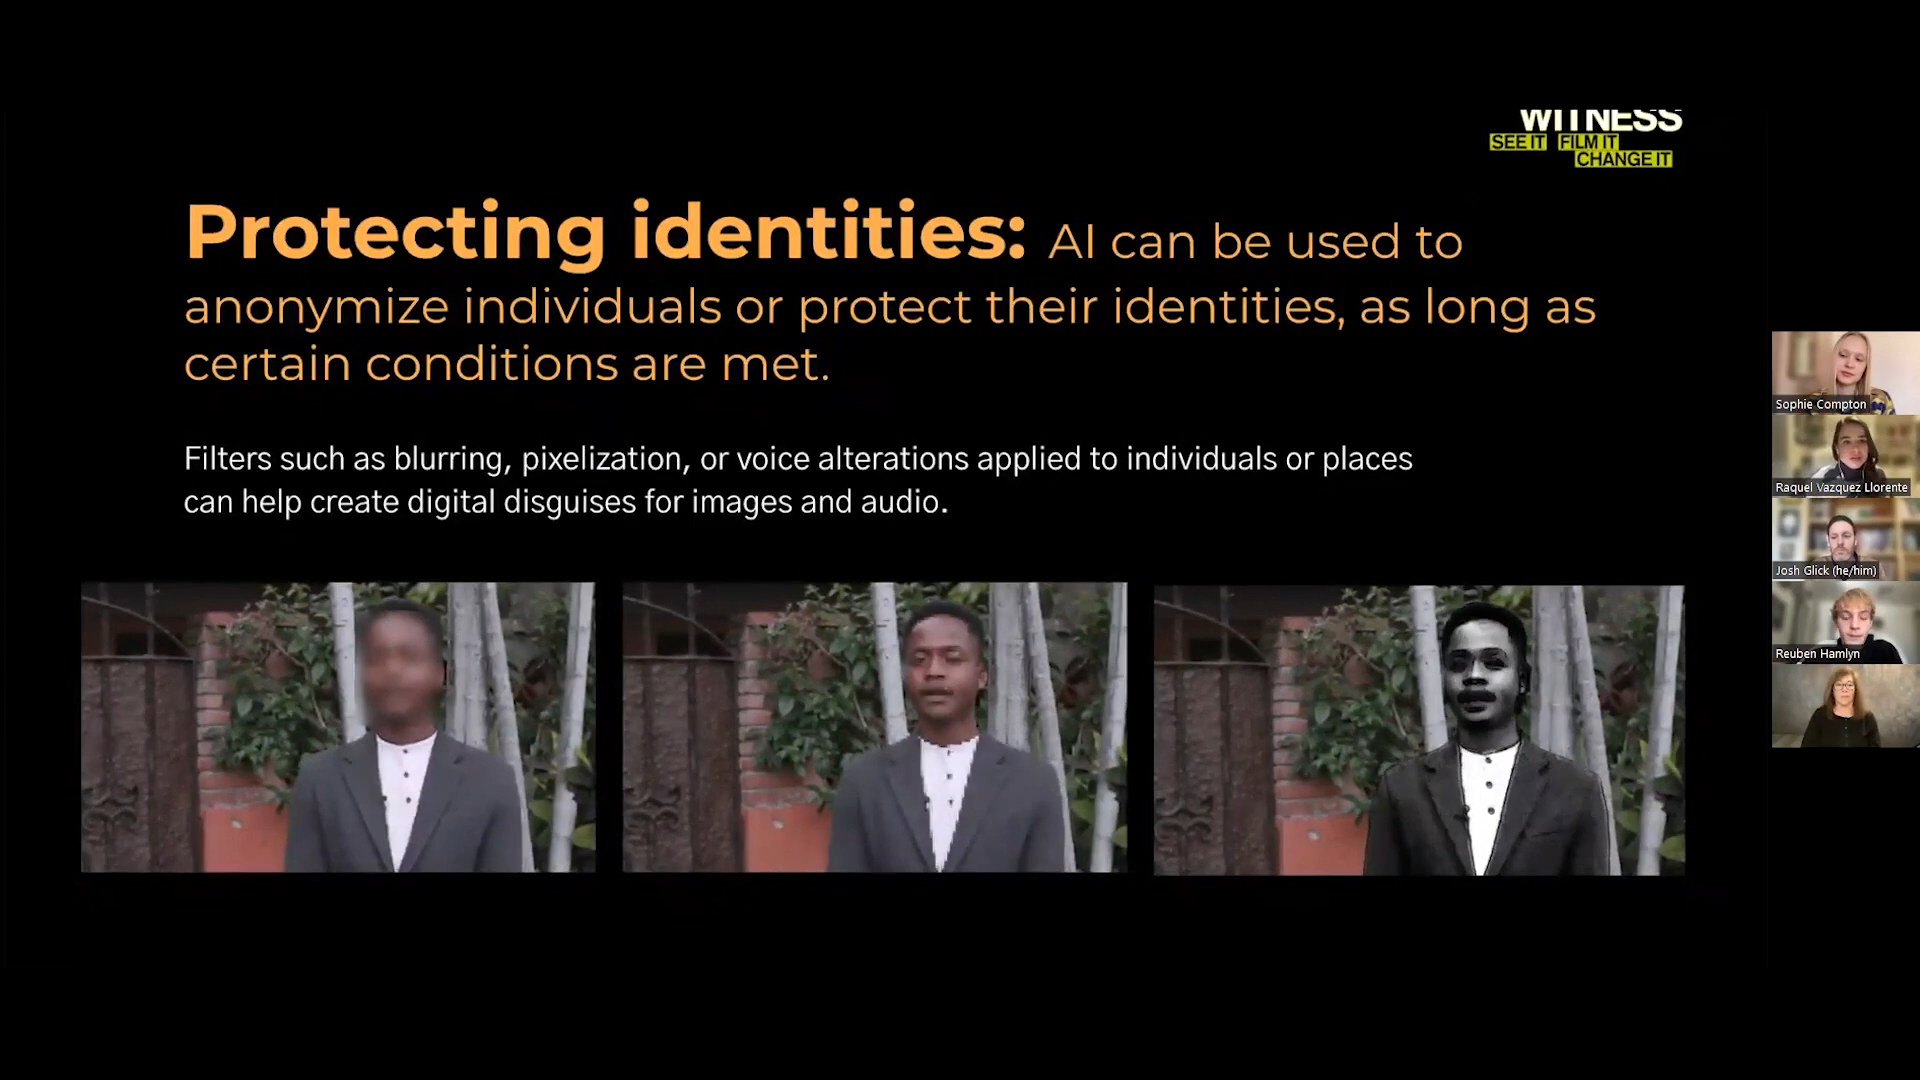 WITNESS
SEE IT FILM IT
CHANGE IT
Protecting identities: AI can be used to
anonymize individuals or protect their identities, as long as
certain conditions are met.
Filters such as blurring, pixelization, or voice alterations applied to individuals or places
can help create digital disguises for images and audio.
Sophie Compton
Raquel Vazquez Llorente
Josh Glick (he/him)
Reuben Hamlyn